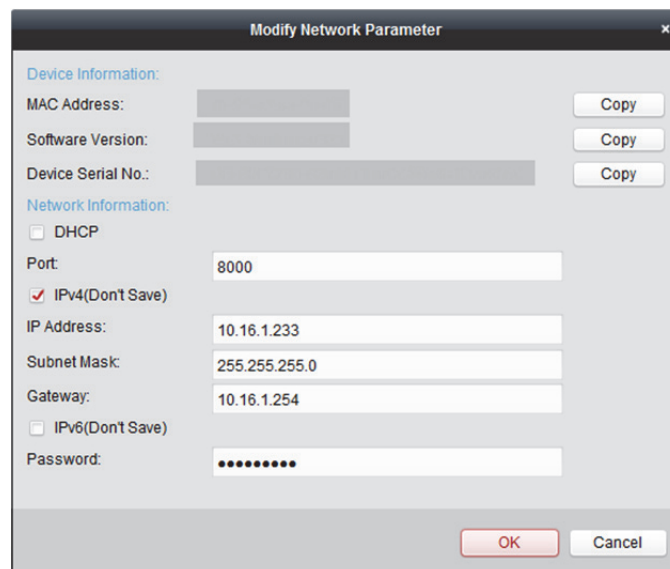 Modify Network Parameter ×
Device Information:
MAC Address: Copy
Software Version: Copy
Device Serial No.: Copy
Network Information:
DHCP
Port: 8000
IPv4(Don't Save)
IP Address: 10.16.1.233
Subnet Mask: 255.255.255.0
Gateway: 10.16.1.254
IPv6(Don't Save)
Password: •••••••••
OK Cancel